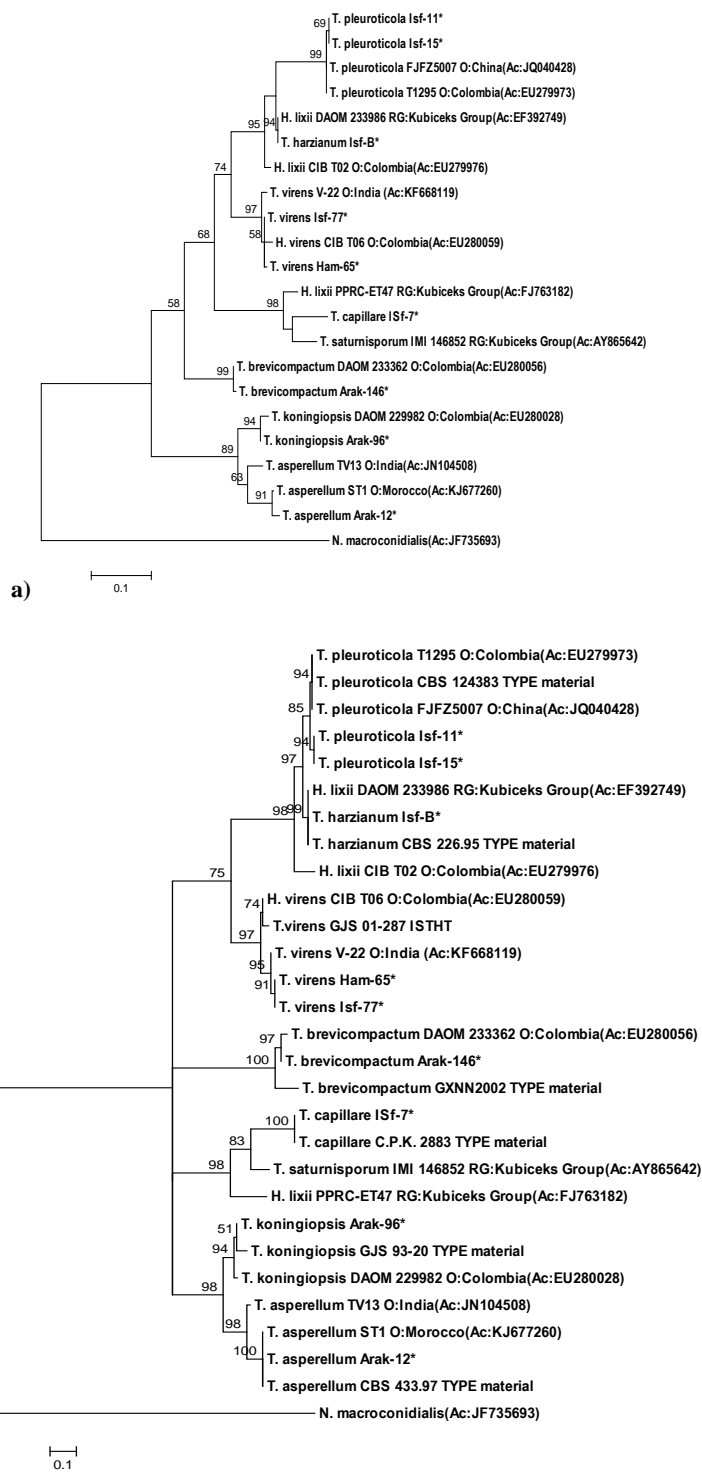 69
T. pleuroticola Isf-11*
T. pleuroticola Isf-15*
99
T. pleuroticola FJFZ5007 O:China(Ac:JQ040428)
T. pleuroticola T1295 O:Colombia(Ac:EU279973)
H. lixii DAOM 233986 RG:Kubiceks Group(Ac:EF392749)
95
94
T. harzianum Isf-B*
H. lixii CIB T02 O:Colombia(Ac:EU279976)
74
T. virens V-22 O:India (Ac:KF668119)
97
T. virens Isf-77*
68
58
H. virens CIB T06 O:Colombia(Ac:EU280059)
T. virens Ham-65*
H. lixii PPRC-ET47 RG:Kubiceks Group(Ac:FJ763182)
58
98
T. capillare ISf-7*
T. saturnisporum IMI 146852 RG:Kubiceks Group(Ac:AY865642)
T. brevicompactum DAOM 233362 O:Colombia(Ac:EU280056)
99
T. brevicompactum Arak-146*
T. koningiopsis DAOM 229982 O:Colombia(Ac:EU280028)
94
T. koningiopsis Arak-96*
89
T. asperellum TV13 O:India(Ac:JN104508)
63
T. asperellum ST1 O:Morocco(Ac:KJ677260)
91
T. asperellum Arak-12*
N. macroconidialis(Ac:JF735693)
0.1
a)
T. pleuroticola T1295 O:Colombia(Ac:EU279973)
94
T. pleuroticola CBS 124383 TYPE material
85
T. pleuroticola FJFZ5007 O:China(Ac:JQ040428)
T. pleuroticola Isf-11*
94
97
T. pleuroticola Isf-15*
H. lixii DAOM 233986 RG:Kubiceks Group(Ac:EF392749)
98
99
T. harzianum Isf-B*
T. harzianum CBS 226.95 TYPE material
H. lixii CIB T02 O:Colombia(Ac:EU279976)
75
74
H. virens CIB T06 O:Colombia(Ac:EU280059)
T.virens GJS 01-287 ISTHT
97
T. virens V-22 O:India (Ac:KF668119)
95
T. virens Ham-65*
91
T. virens Isf-77*
97
T. brevicompactum DAOM 233362 O:Colombia(Ac:EU280056)
100
T. brevicompactum Arak-146*
T. brevicompactum GXNN2002 TYPE material
T. capillare ISf-7*
100
83
T. capillare C.P.K. 2883 TYPE material
98
T. saturnisporum IMI 146852 RG:Kubiceks Group(Ac:AY865642)
H. lixii PPRC-ET47 RG:Kubiceks Group(Ac:FJ763182)
51
T. koningiopsis Arak-96*
94
T. koningiopsis GJS 93-20 TYPE material
T. koningiopsis DAOM 229982 O:Colombia(Ac:EU280028)
98
T. asperellum TV13 O:India(Ac:JN104508)
98
T. asperellum ST1 O:Morocco(Ac:KJ677260)
100
T. asperellum Arak-12*
T. asperellum CBS 433.97 TYPE material
N. macroconidialis(Ac:JF735693)
0.1